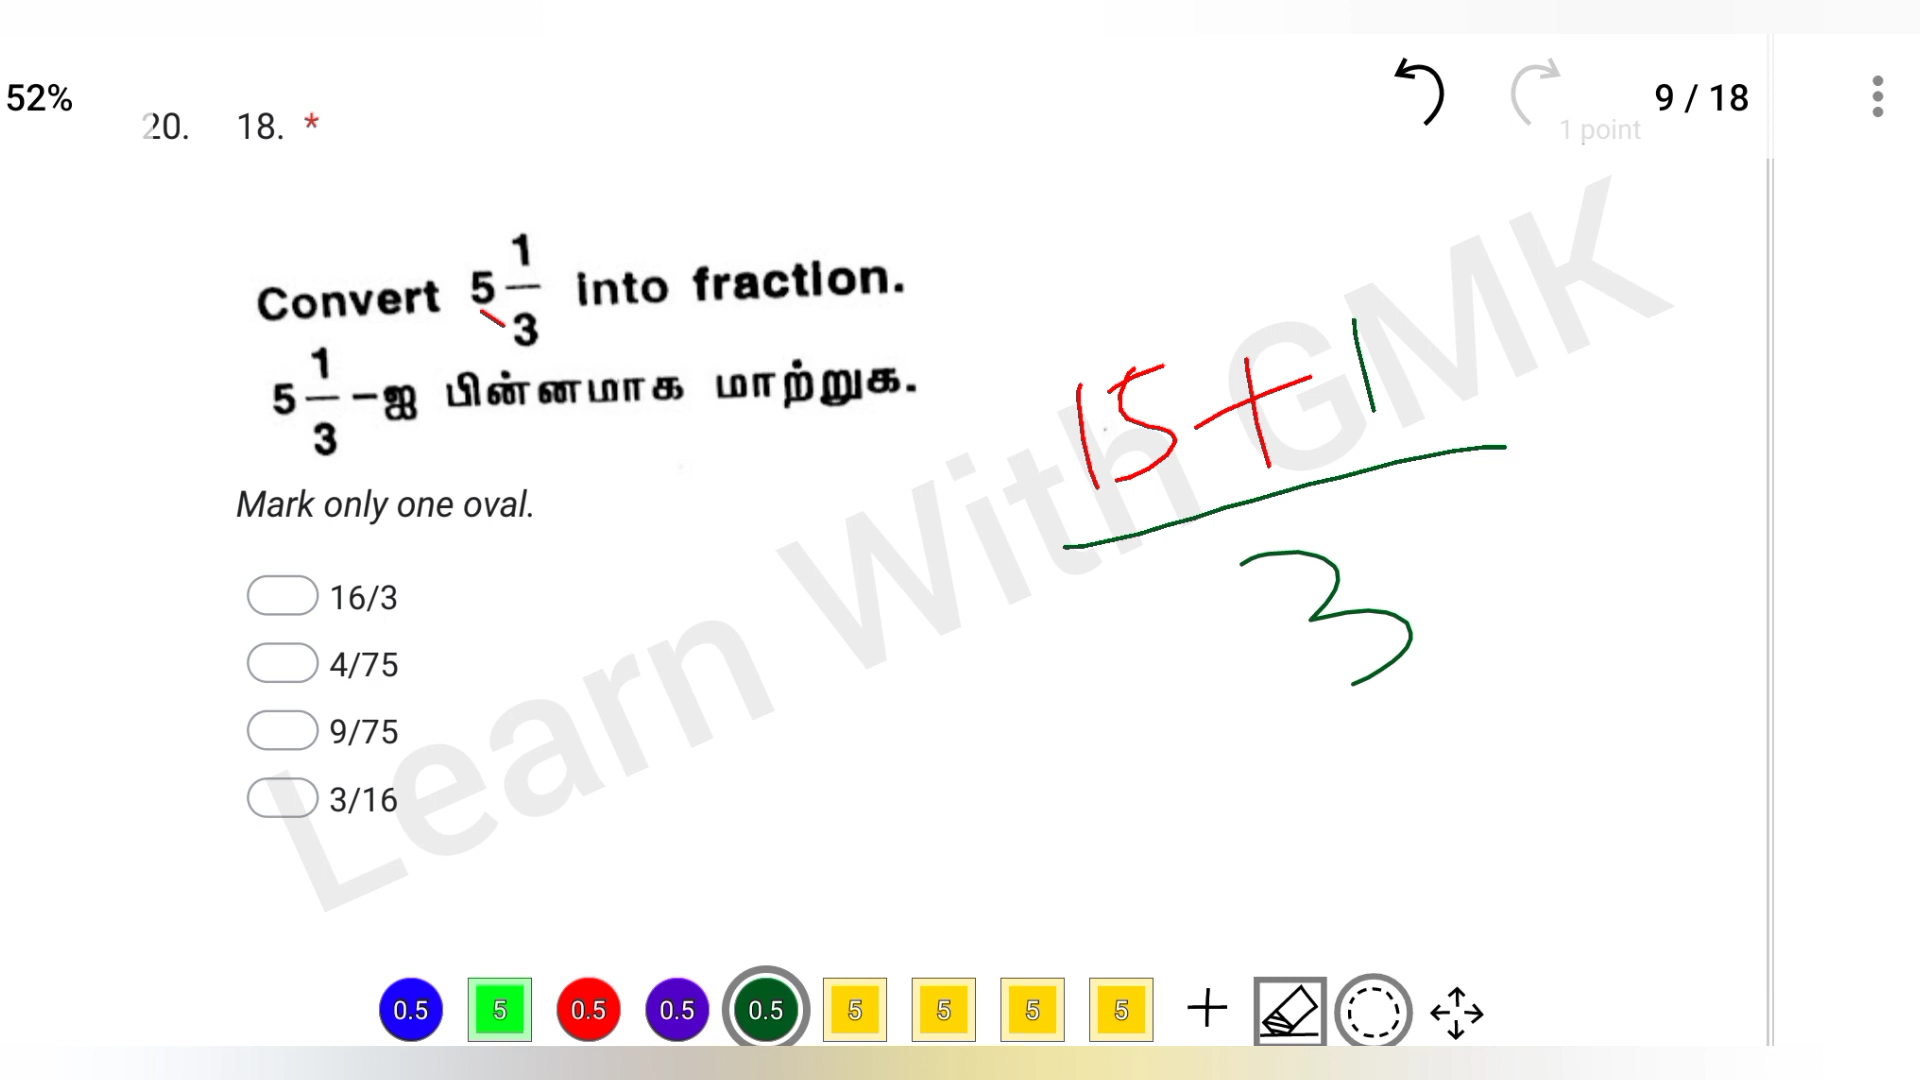 52%
9 / 18
20. 18. *
1 point
Convert 5 1/3 into fraction.
5 1/3 -ஐ பின்னமாக மாற்றுக.
15 + 1
3
Mark only one oval.
16/3
4/75
9/75
3/16
Learn With GMK
0.5 5 0.5 0.5 0.5 5 5 5 5